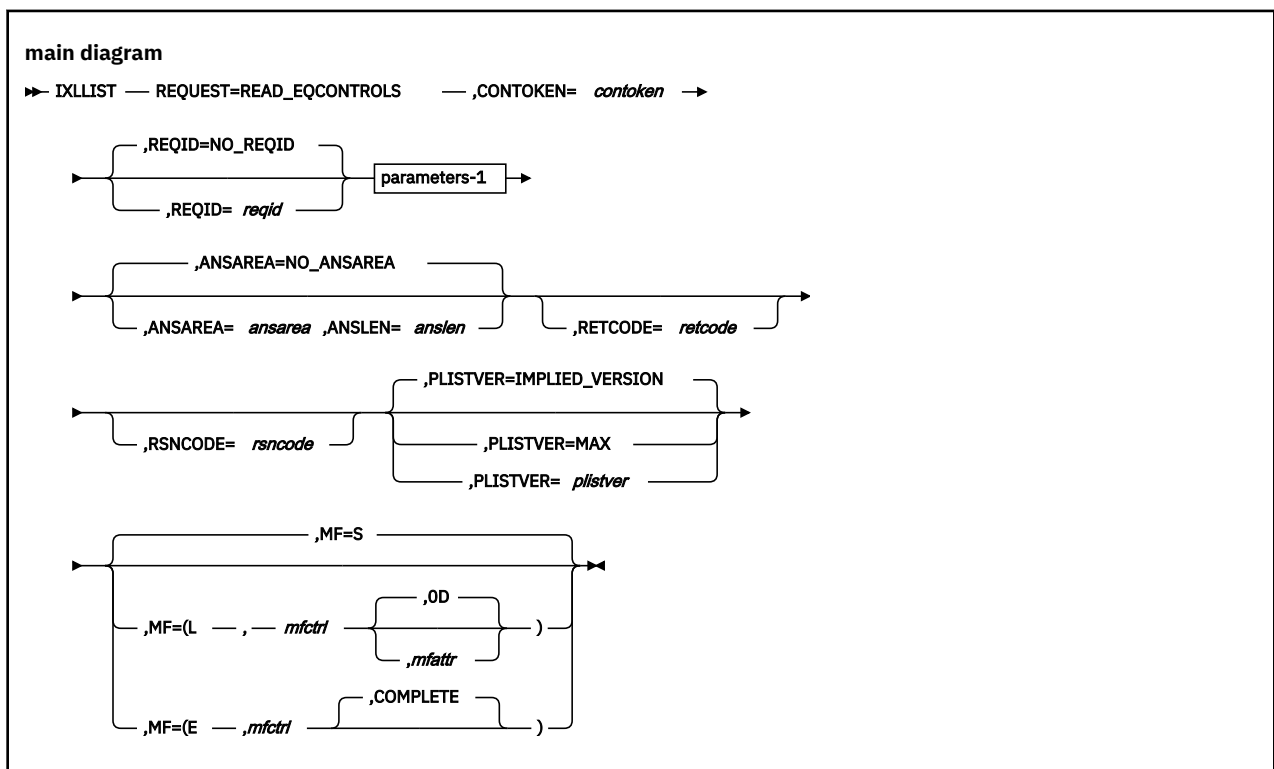 main diagram
IXLLIST REQUEST=READ_EQCONTROLS ,CONTOKEN= contoken
,REQID=NO_REQID
parameters-1
,REQID= reqid
,ANSAREA=NO_ANSAREA
,ANSAREA= ansarea ,ANSLEN= anslen
,RETCODE= retcode
,PLISTVER=IMPLIED_VERSION
,RSNCODE= rsncode
,PLISTVER=MAX
,PLISTVER= plistver
,MF=S
,0D
,MF=(L , mfctrl )
,mfattr
,COMPLETE
,MF=(E ,mfctrl )